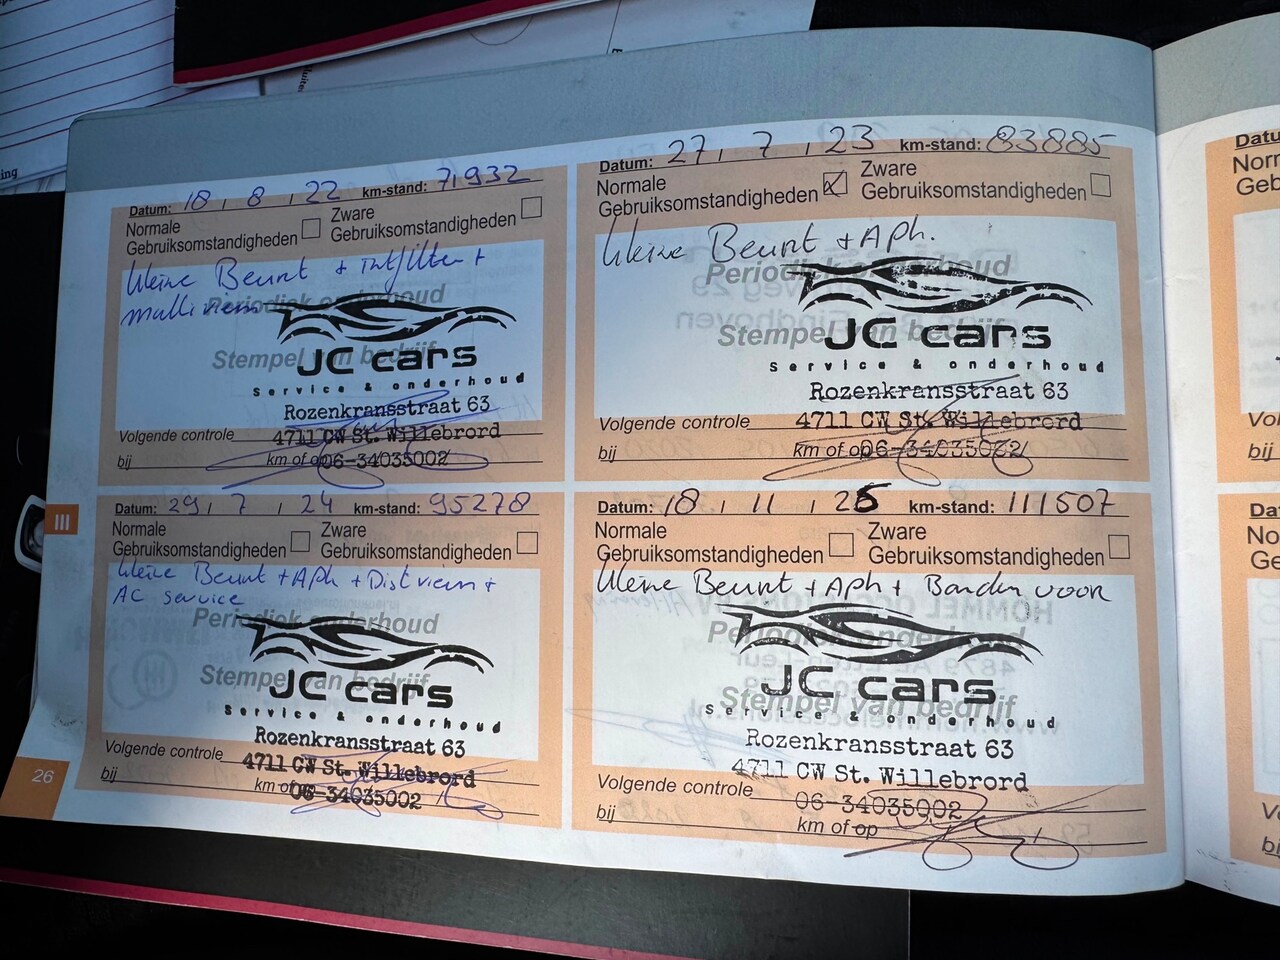 Datum: 18, 8, 22 km-stand: 71932
Normale
Gebruiksomstandigheden
Zware
Gebruiksomstandigheden
kleine Beurt + intfilter +
multiriem
Periodiek onderhoud
Stempel van bedrijf
JC cars
Service & onderhoud
Rozenkransstraat 63
4711 CW St. Willebrord
06-34035002
Volgende controle
bij
km of op
Datum: 27, 7, 23 km-stand: 83885
Normale
Gebruiksomstandigheden
Zware
Gebruiksomstandigheden
kleine Beurt + Aph.
Periodiek onderhoud
Stempel van bedrijf
JC cars
Service & onderhoud
Rozenkransstraat 63
4711 CW St. Willebrord
06-34035002
Volgende controle
bij
km of op
Datum: 29, 7, 24 km-stand: 95278
Normale
Gebruiksomstandigheden
Zware
Gebruiksomstandigheden
kleine Beurt + Aph + Dist riem +
AC service
Periodiek onderhoud
Stempel van bedrijf
JC cars
Service & onderhoud
Rozenkransstraat 63
4711 CW St. Willebrord
06-34035002
Volgende controle
bij
km of op
Datum: 18, 11, 25 km-stand: 111507
Normale
Gebruiksomstandigheden
Zware
Gebruiksomstandigheden
kleine Beurt + Aph + Banden voor
Periodiek onderhoud
Stempel van bedrijf
JC cars
Service & onderhoud
Rozenkransstraat 63
4711 CW St. Willebrord
06-34035002
Volgende controle
bij
km of op
III
26